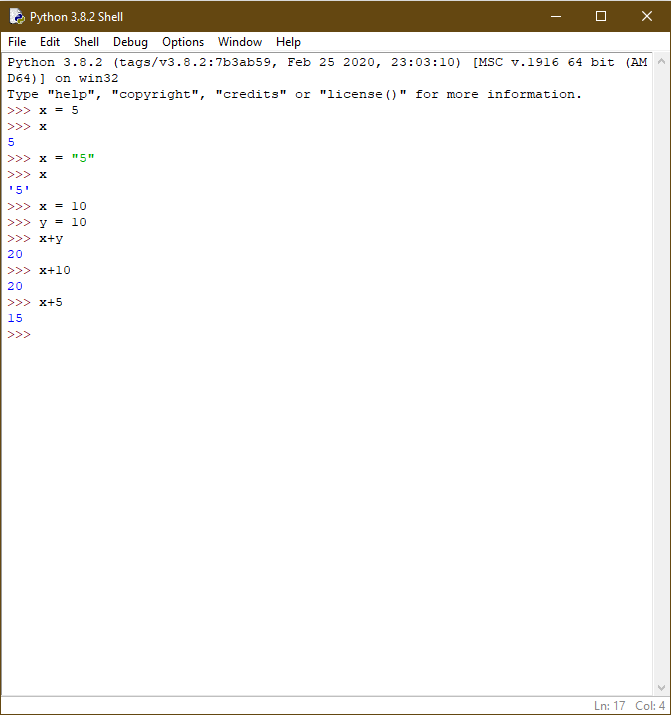 Python 3.8.2 Shell
File Edit Shell Debug Options Window Help
Python 3.8.2 (tags/v3.8.2:7b3ab59, Feb 25 2020, 23:03:10) [MSC v.1916 64 bit (AM
D64)] on win32
Type "help", "copyright", "credits" or "license()" for more information.
>>> x = 5
>>> x
5
>>> x = "5"
>>> x
'5'
>>> x = 10
>>> y = 10
>>> x+y
20
>>> x+10
20
>>> x+5
15
>>>
Ln: 17 Col: 4